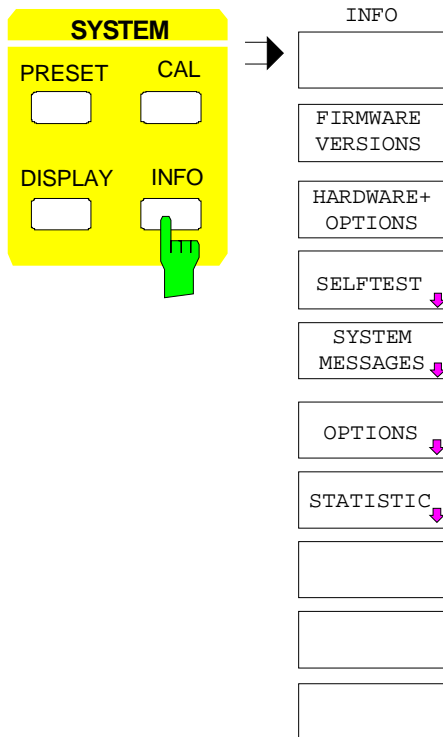 SYSTEM
PRESET CAL
DISPLAY INFO
INFO
FIRMWARE
VERSIONS
HARDWARE+
OPTIONS
SELFTEST
SYSTEM
MESSAGES
OPTIONS
STATISTIC